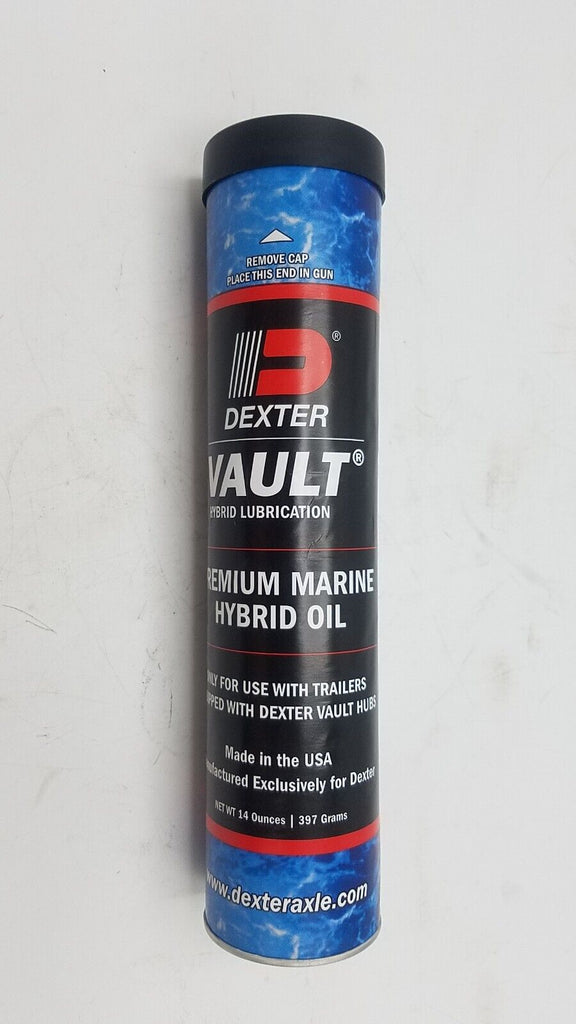 REMOVE CAP
PLACE THIS END IN GUN
®
DEXTER
VAULT®
HYBRID LUBRICATION
REMIUM MARINE
HYBRID OIL
NLY FOR USE WITH TRAILERS
PPED WITH DEXTER VAULT HUBS
Made in the USA
ufactured Exclusively for Dexter
NET WT 14 Ounces | 397 Grams
www.dexteraxle.com